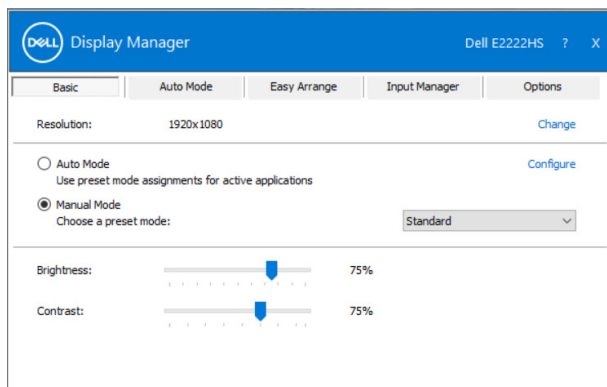 DELL Display Manager Dell E2222HS ? X
Basic Auto Mode Easy Arrange Input Manager Options
Resolution: 1920x1080 Change
Auto Mode Configure
Use preset mode assignments for active applications
Manual Mode
Choose a preset mode: Standard
Brightness: 75%
Contrast: 75%